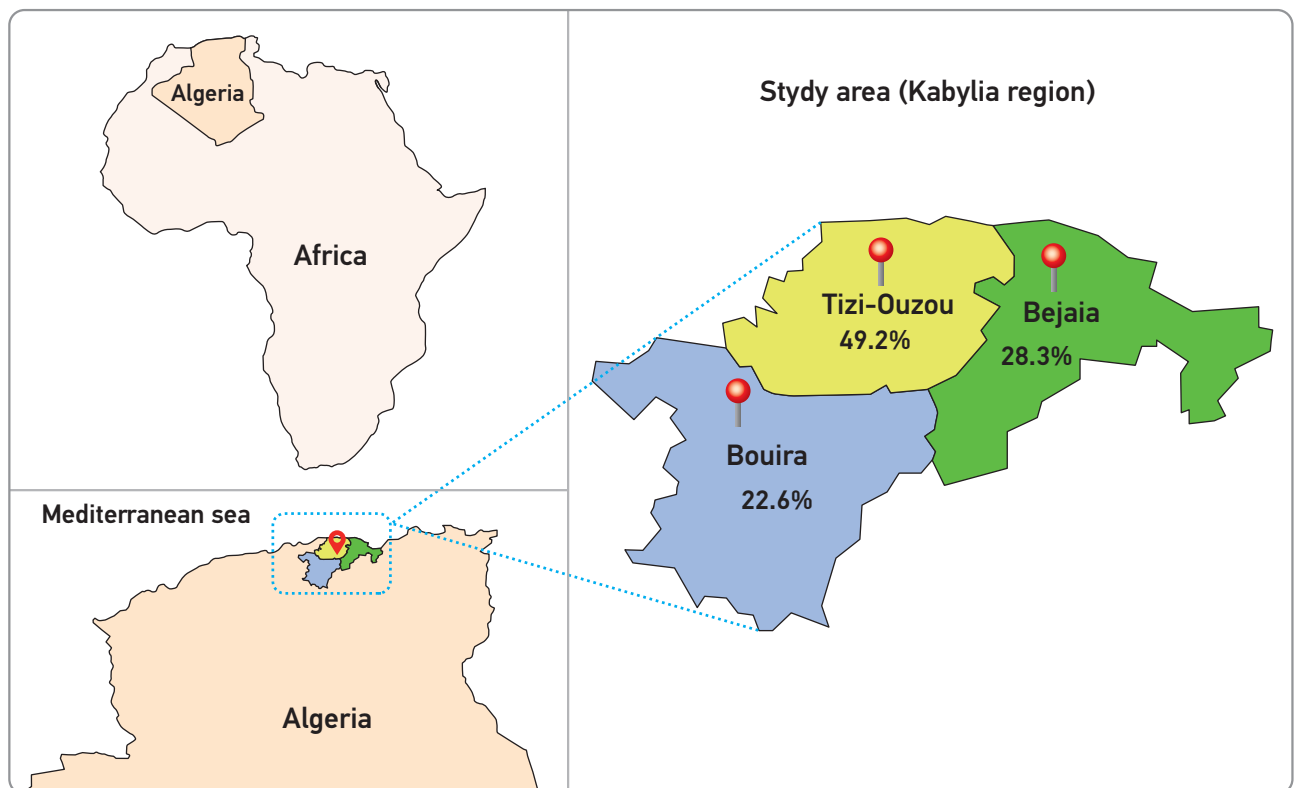 Algeria
Africa
Mediterranean sea
Algeria
Stydy area (Kabylia region)
Tizi-Ouzou
49.2%
Bejaia
28.3%
Bouira
22.6%